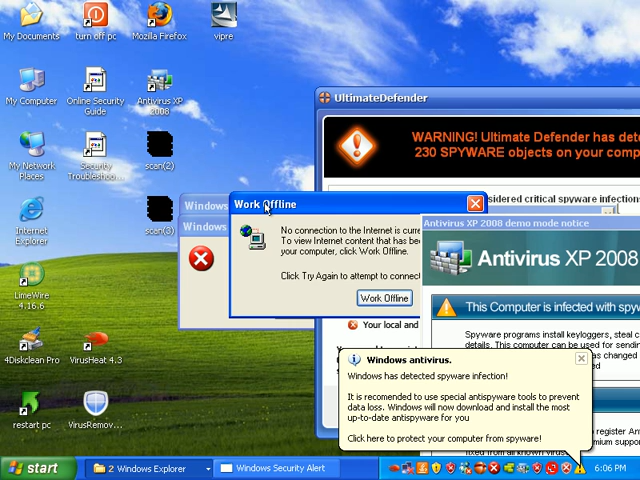 My Documents
turn off pc
Mozilla Firefox
vipre
My Computer
Online Security
Guide
Antivirus XP
2008
My Network
Places
Security
Troubleshoo...
scan(2)
Internet
Explorer
scan(3)
LimeWire
4.16.6
4Diskclean Pro
VirusHeat 4.3
restart pc
VirusRemov...
UltimateDefender
WARNING! Ultimate Defender has dete
230 SPYWARE objects on your comp
sidered critical spyware infections
Windows
Windows
Work Offline
No connection to the Internet is curre
To view Internet content that has bee
your computer, click Work Offline.
Click Try Again to attempt to connect
Work Offline
Your local and
Antivirus XP 2008 demo mode notice
Antivirus XP 2008
This Computer is infected with spyw
Spyware programs install keyloggers, steal c
details. This computer can be used for sendin
as changed
ed
Windows antivirus.
Windows has detected spyware infection!
It is recomended to use special antispyware tools to prevent
data loss. Windows will now download and install the most
up-to-date antispyware for you
Click here to protect your computer from spyware!
to register Ant
mium suppor
fixed from all known viruses.
start
2 Windows Explorer
Windows Security Alert
6:06 PM